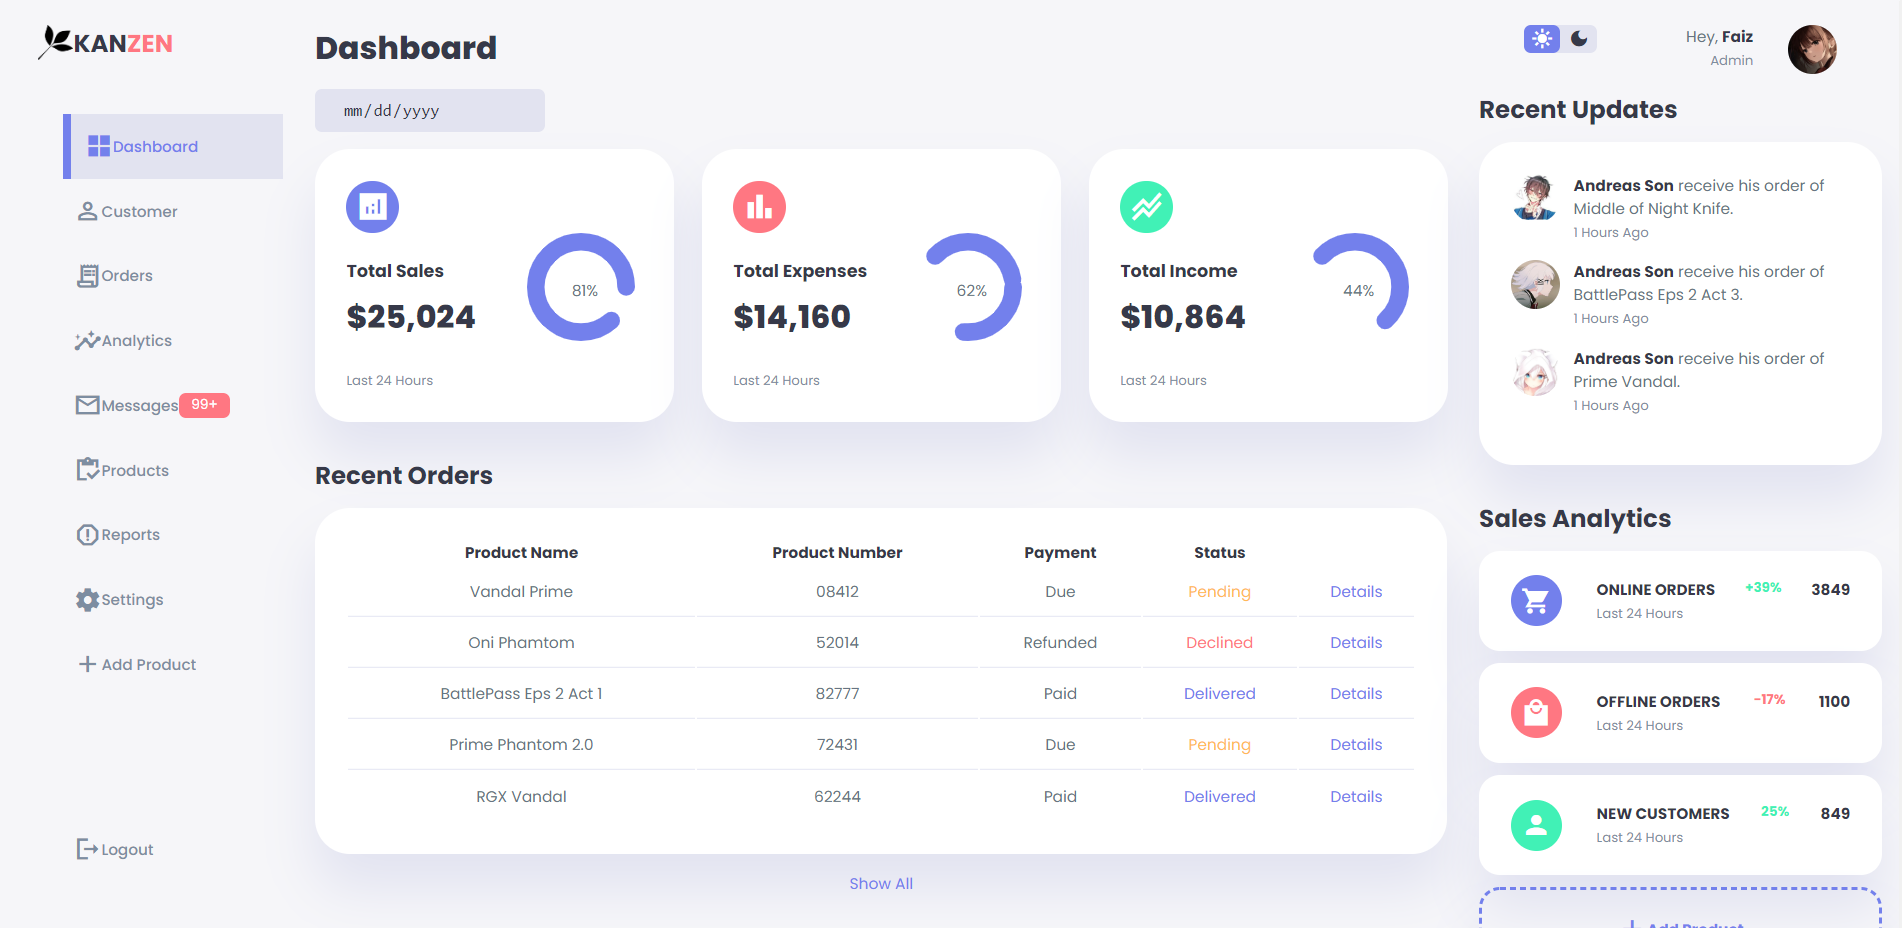 KANZEN
Dashboard
Customer
Orders
Analytics
Messages 99+
Products
Reports
Settings
Add Product
Logout
Dashboard
mm/dd/yyyy
Total Sales
$25,024
81%
Last 24 Hours
Total Expenses
$14,160
62%
Last 24 Hours
Total Income
$10,864
44%
Last 24 Hours
Recent Orders
Product Name Product Number Payment Status
Vandal Prime 08412 Due Pending Details
Oni Phamtom 52014 Refunded Declined Details
BattlePass Eps 2 Act 1 82777 Paid Delivered Details
Prime Phantom 2.0 72431 Due Pending Details
RGX Vandal 62244 Paid Delivered Details
Show All
Hey, Faiz
Admin
Recent Updates
Andreas Son receive his order of
Middle of Night Knife.
1 Hours Ago
Andreas Son receive his order of
BattlePass Eps 2 Act 3.
1 Hours Ago
Andreas Son receive his order of
Prime Vandal.
1 Hours Ago
Sales Analytics
ONLINE ORDERS +39% 3849
Last 24 Hours
OFFLINE ORDERS -17% 1100
Last 24 Hours
NEW CUSTOMERS 25% 849
Last 24 Hours
Add Product